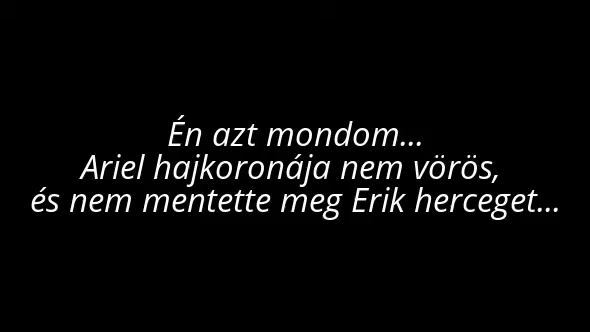 Én azt mondom...
Ariel hajkoronája nem vörös,
és nem mentette meg Erik herceget...